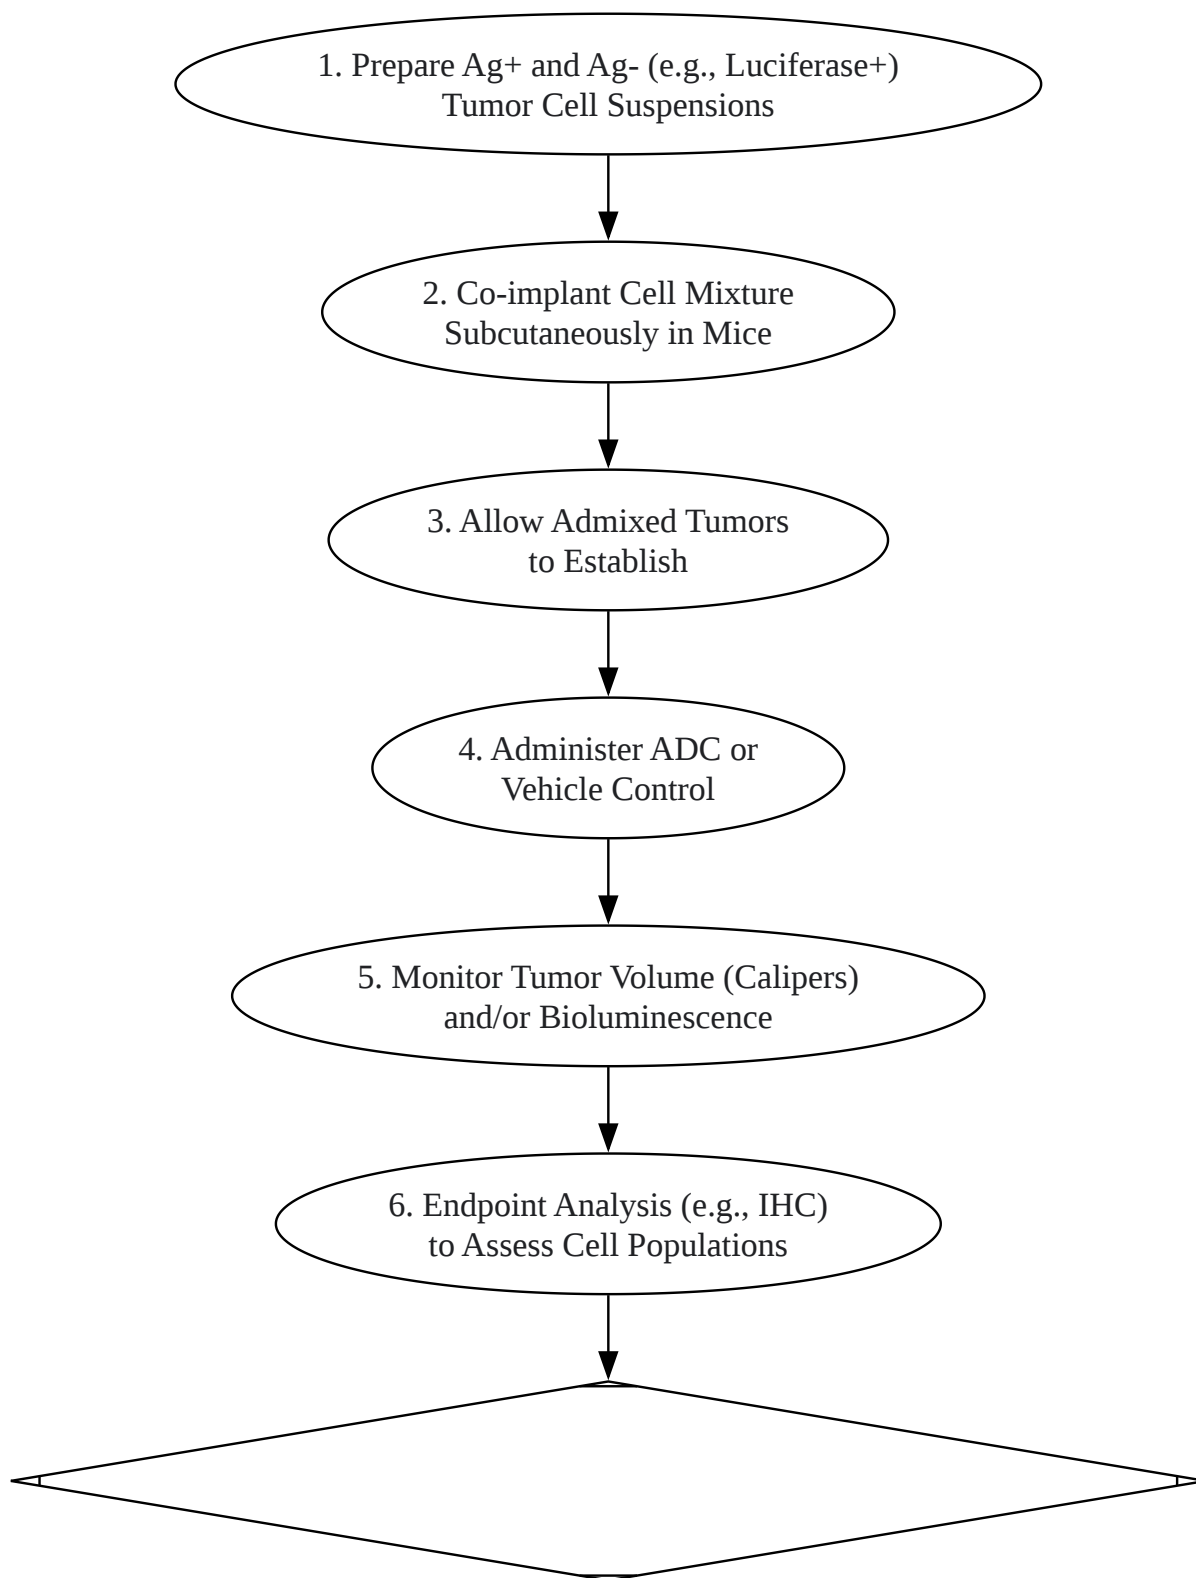 1. Prepare Ag+ and Ag- (e.g., Luciferase+)
Tumor Cell Suspensions
2. Co-implant Cell Mixture
Subcutaneously in Mice
3. Allow Admixed Tumors
to Establish
4. Administer ADC or
Vehicle Control
5. Monitor Tumor Volume (Calipers)
and/or Bioluminescence
6. Endpoint Analysis (e.g., IHC)
to Assess Cell Populations